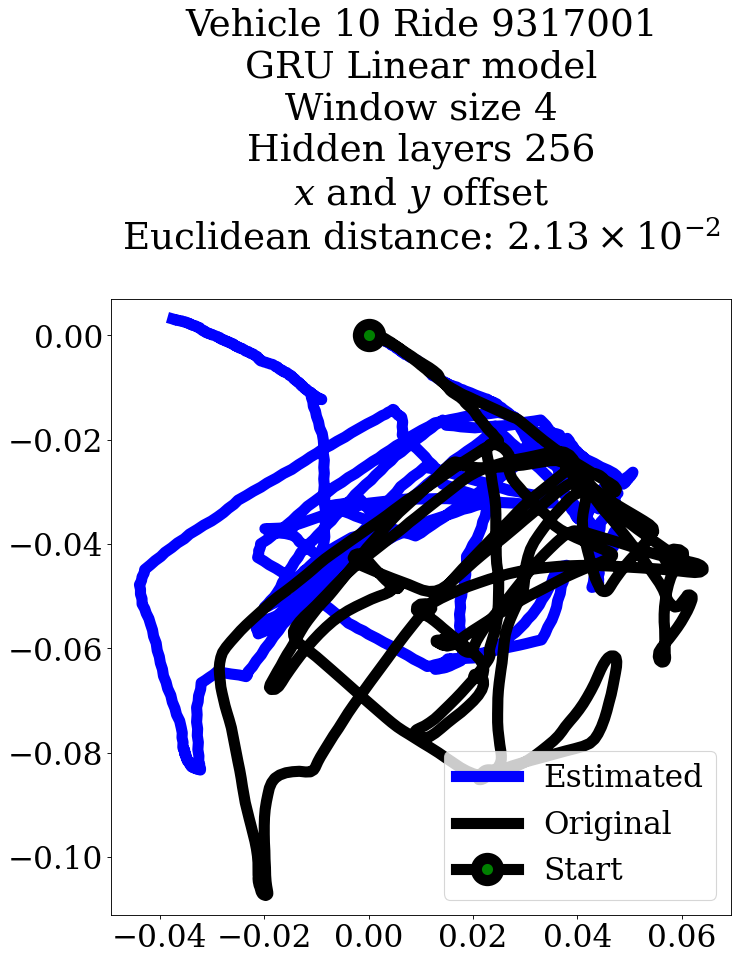 Vehicle 10 Ride 9317001
GRU Linear model
Window size 4
Hidden layers 256
x and y offset
Euclidean distance: 2.13 × 10⁻²
0.00
−0.02
−0.04
−0.06
−0.08
−0.10
Estimated
Original
Start
−0.04 −0.02 0.00 0.02 0.04 0.06